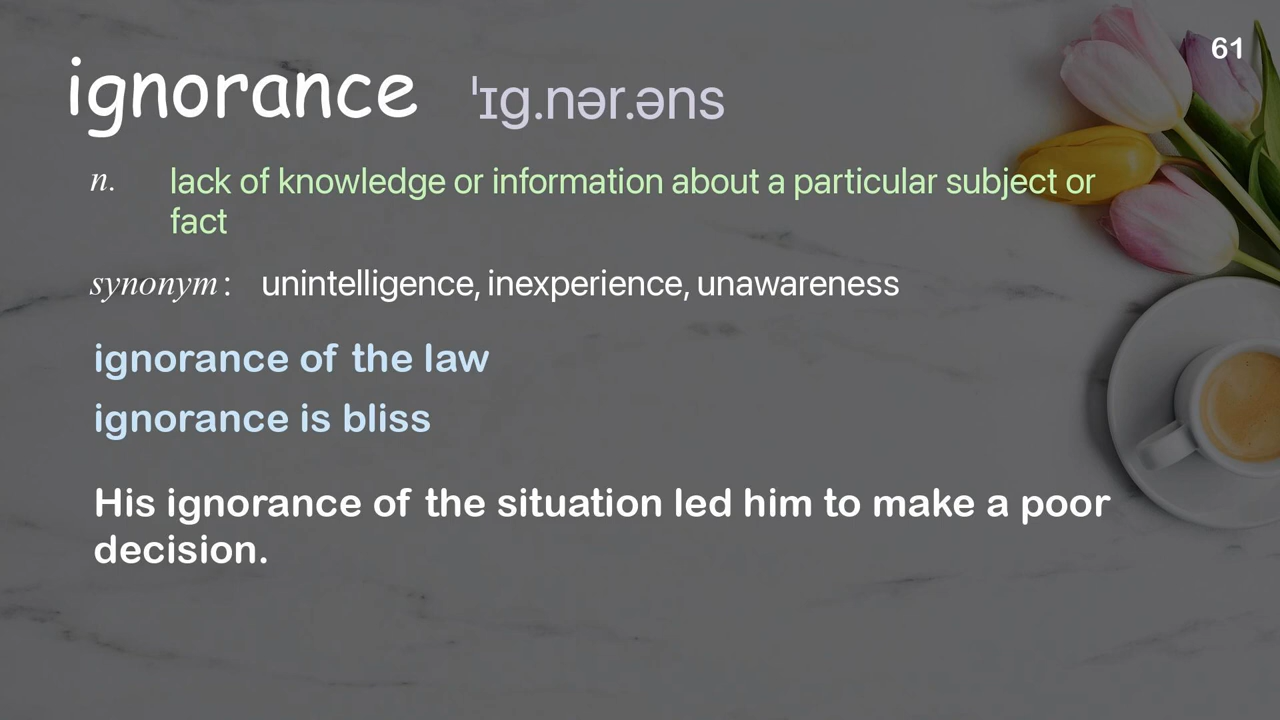 61
ignorance ˈɪg.nər.əns
n. lack of knowledge or information about a particular subject or
fact
synonym: unintelligence, inexperience, unawareness
ignorance of the law
ignorance is bliss
His ignorance of the situation led him to make a poor
decision.